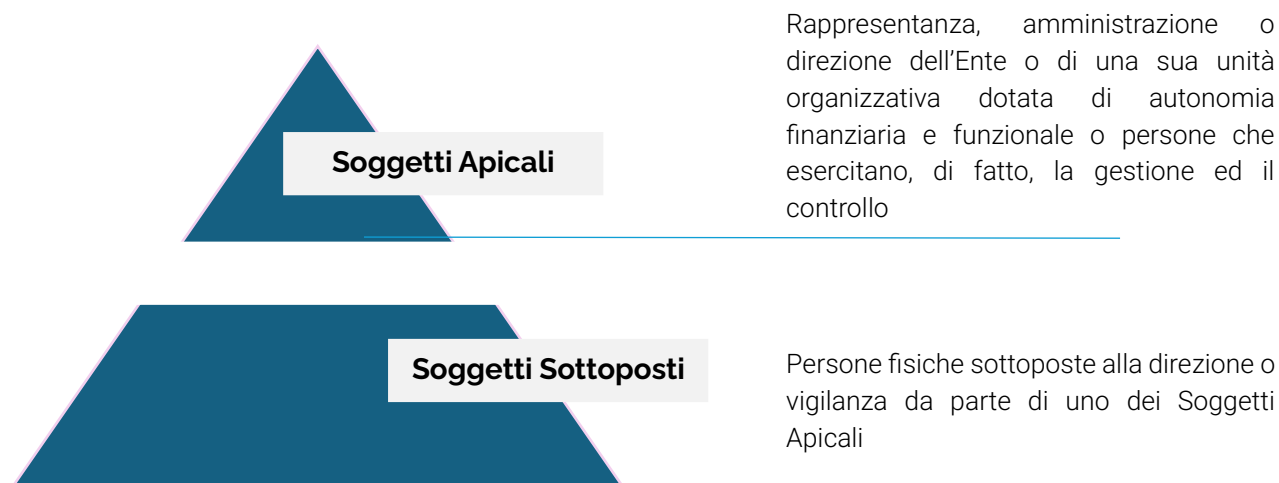 Rappresentanza, amministrazione o
direzione dell’Ente o di una sua unità
organizzativa dotata di autonomia
finanziaria e funzionale o persone che
esercitano, di fatto, la gestione ed il
controllo
Soggetti Apicali
Soggetti Sottoposti
Persone fisiche sottoposte alla direzione o
vigilanza da parte di uno dei Soggetti
Apicali